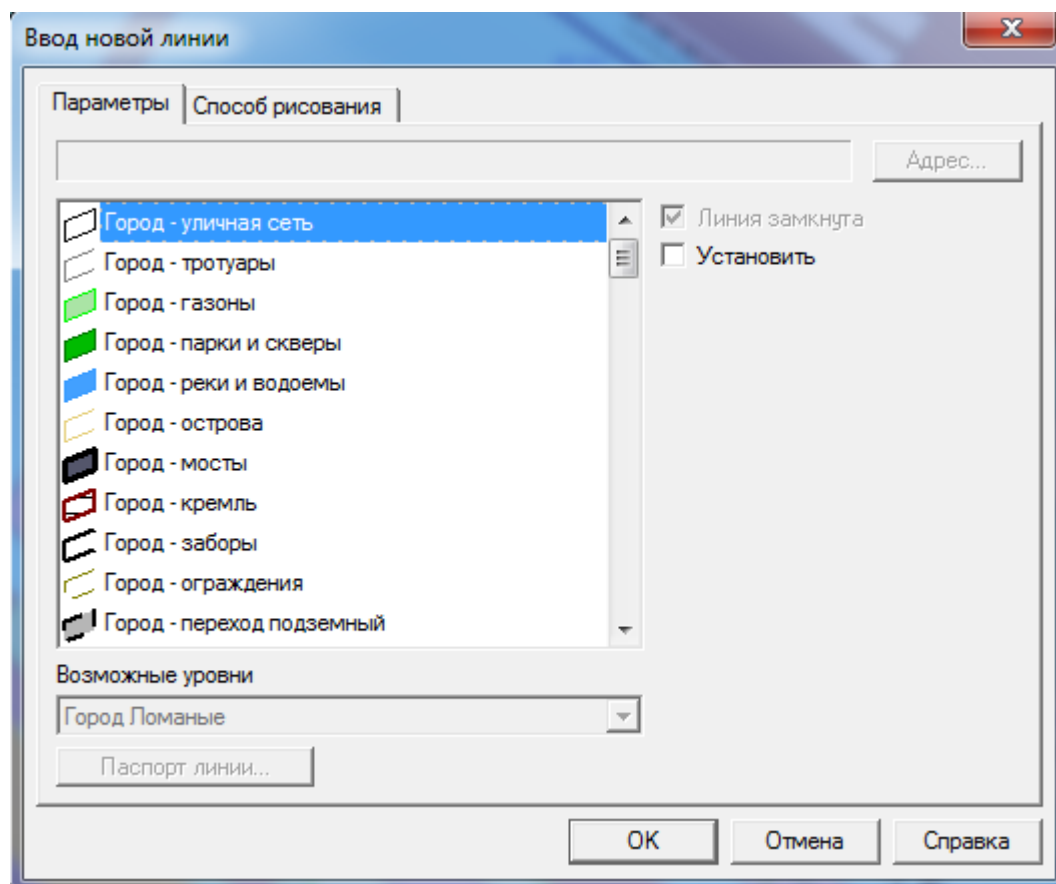 Ввод новой линии
Параметры
Способ рисования
Адрес...
Город - уличная сеть
Линия замкнута
Город - тротуары
Установить
Город - газоны
Город - парки и скверы
Город - реки и водоемы
Город - острова
Город - мосты
Город - кремль
Город - заборы
Город - ограждения
Город - переход подземный
Возможные уровни
Город Ломаные
Паспорт линии...
OK
Отмена
Справка